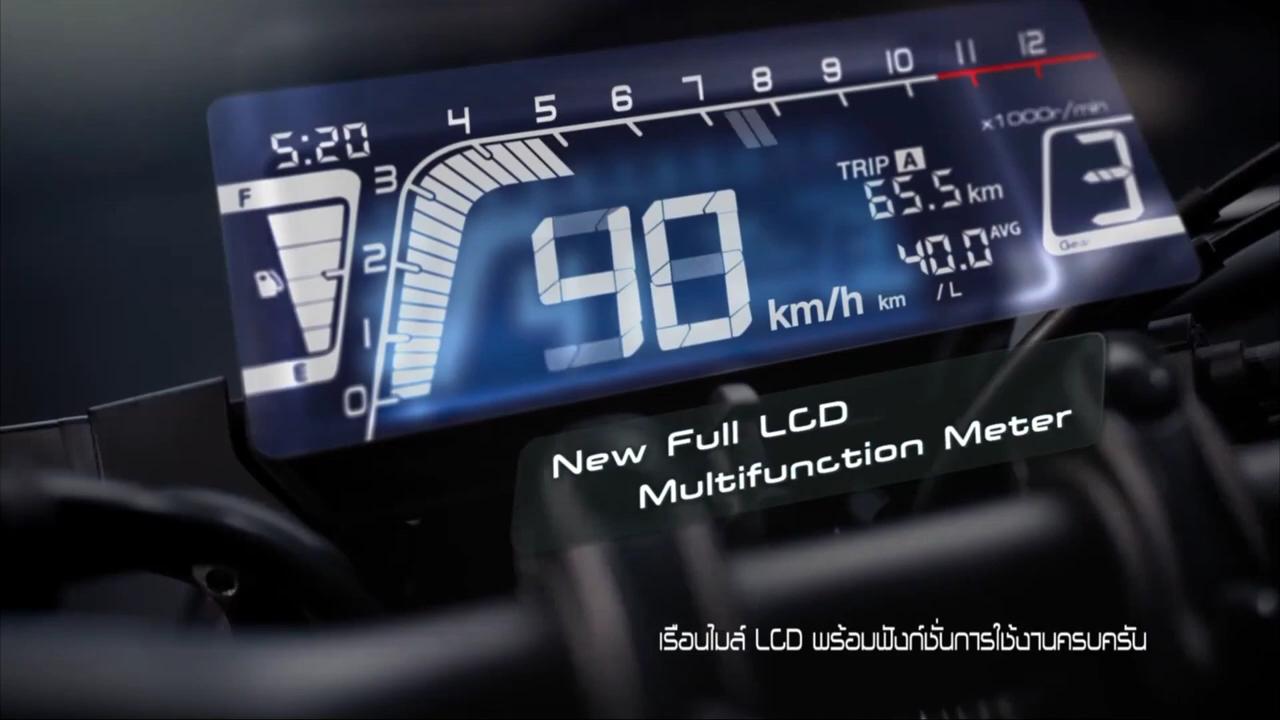 5:20
F
E
0
1
2
3
4
5
6
7
8
9
10
11
12
x1000r/min
90 km/h
TRIP A
65.5 km
40.0 AVG
km /L
3
Gear
New Full LCD
Multifunction Meter
เรือนไมล์ LCD พร้อมฟังก์ชั่นการใช้งานครบครัน